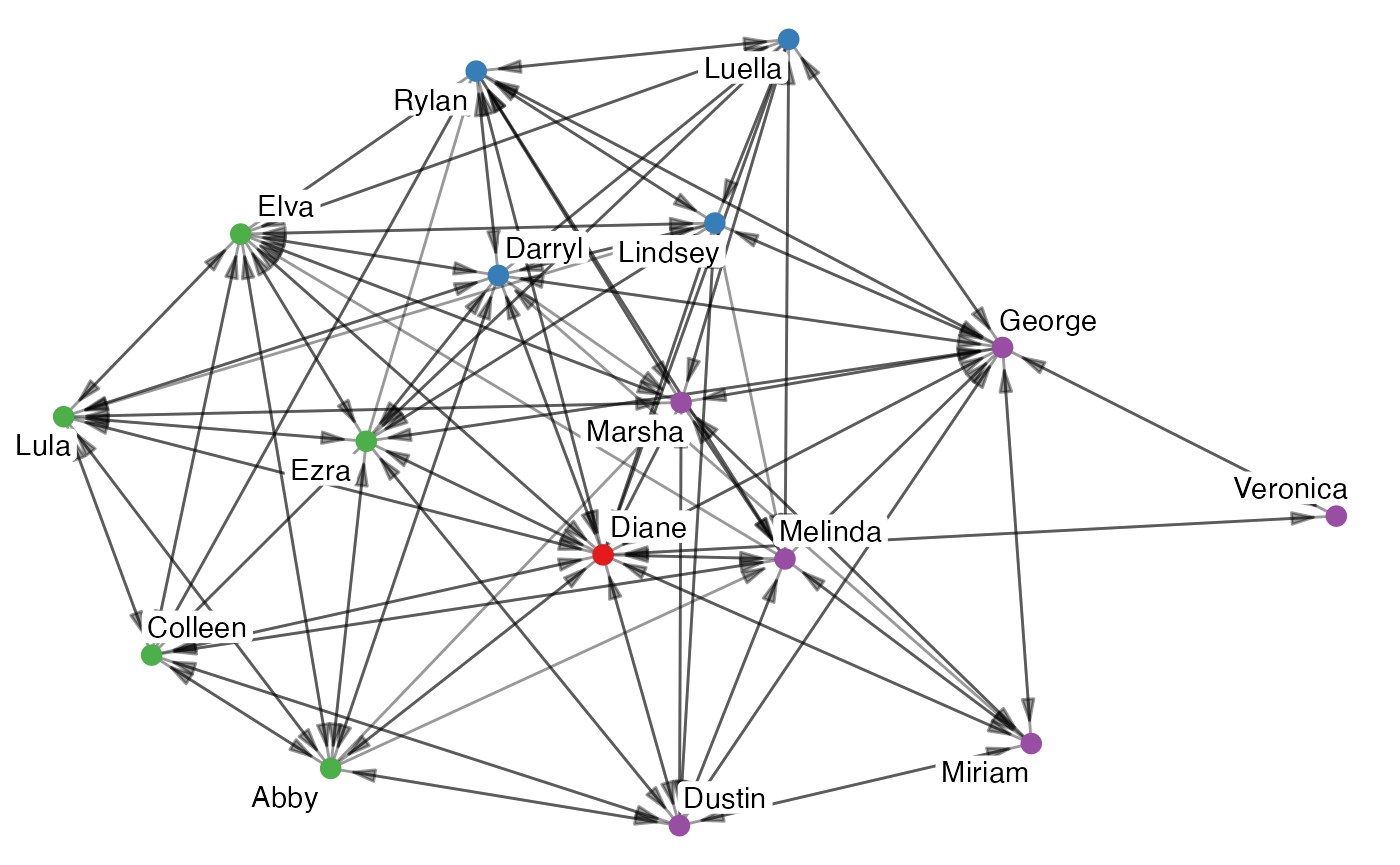 Luella
Rylan
Elva
Darryl
Lindsey
George
Marsha
Lula
Ezra
Veronica
Diane
Melinda
Colleen
Miriam
Abby
Dustin